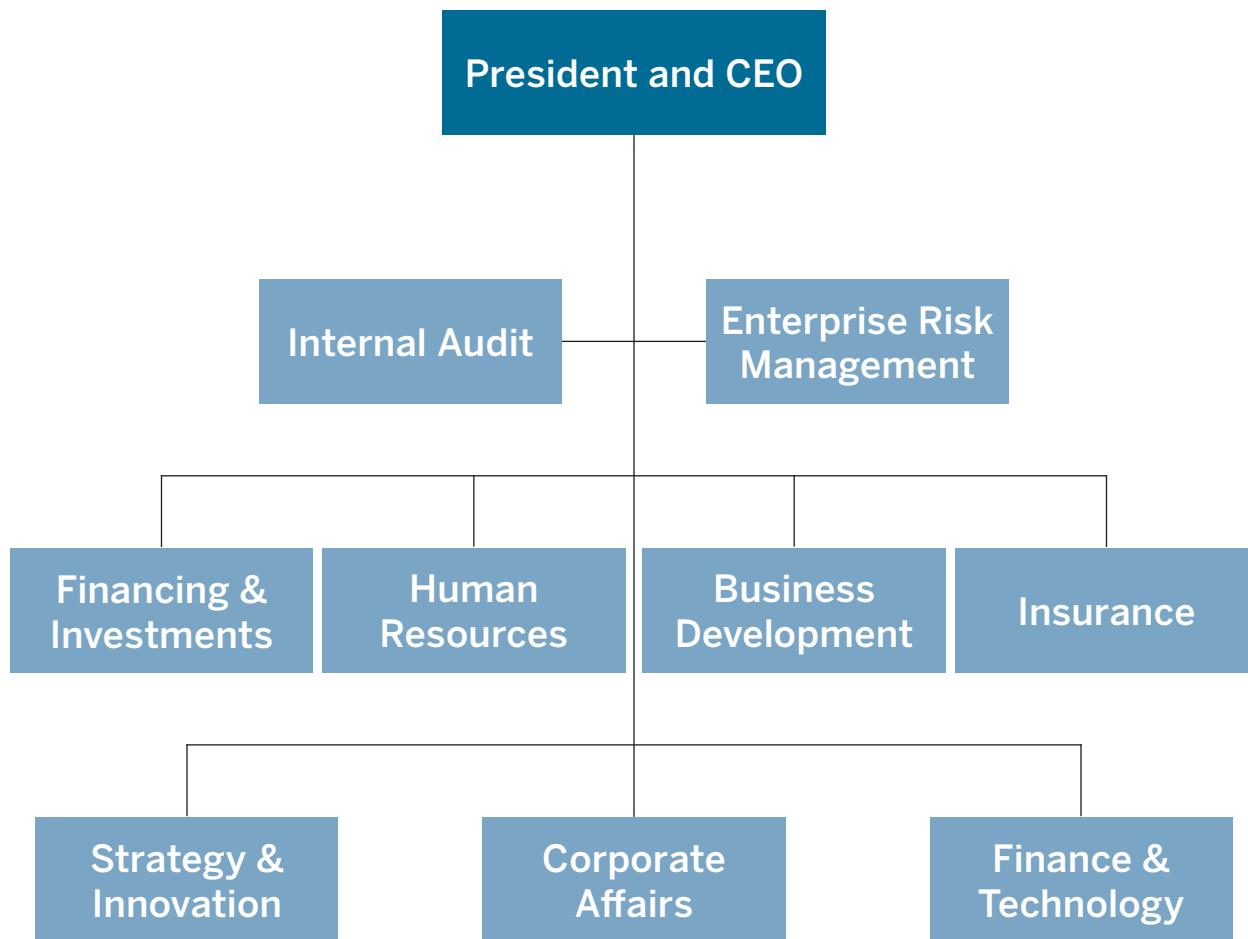 President and CEO
Internal Audit
Enterprise Risk
Management
Financing &
Investments
Human
Resources
Business
Development
Insurance
Strategy &
Innovation
Corporate
Affairs
Finance &
Technology